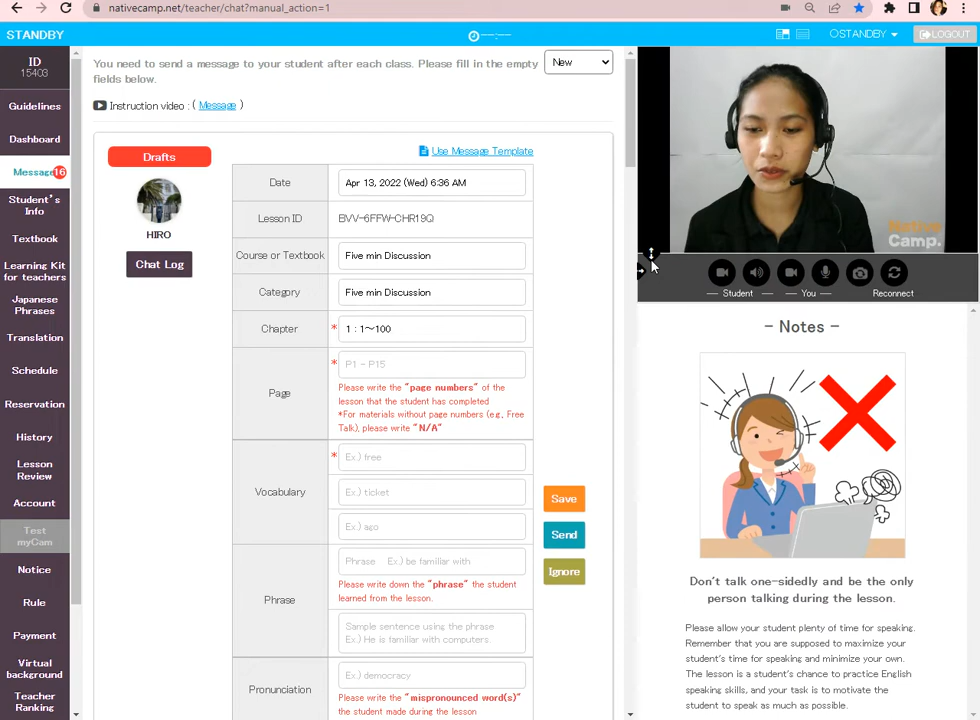 nativecamp.net/teacher/chat?manual_action=1
STANDBY
STANDBY
LOGOUT
ID
15403
Guidelines
Dashboard
Message 16
Student's
Info
Textbook
Learning Kit
for teachers
Japanese
Phrases
Translation
Schedule
Reservation
History
Lesson
Review
Account
Test
myCam
Notice
Rule
Payment
Virtual
background
Teacher
Ranking
You need to send a message to your student after each class. Please fill in the empty
fields below.
New
Instruction video : ( Message )
Drafts
HIRO
Chat Log
Use Message Template
Date
Apr 13, 2022 (Wed) 6:36 AM
Lesson ID
BVV-6FFW-CHR19Q
Course or Textbook
Five min Discussion
Category
Five min Discussion
Chapter
* 1 : 1～100
Page
* P1 - P15
Please write the "page numbers" of the
lesson that the student has completed
*For materials without page numbers (e.g., Free
Talk), please write "N/A"
Vocabulary
* Ex.) free
Ex.) ticket
Ex.) ago
Phrase
Phrase Ex.) be familiar with
Please write down the "phrase" the student
learned from the lesson.
Sample sentence using the phrase
Ex.) He is familiar with computers.
Pronunciation
Ex.) democracy
Please write the "mispronounced word(s)"
the student made during the lesson
Save
Send
Ignore
Native
Camp.
— Student — — You — Reconnect
- Notes -
Don't talk one-sidedly and be the only
person talking during the lesson.
Please allow your student plenty of time for speaking.
Remember that you are supposed to maximize your
student's time for speaking and minimize your own.
The lesson is a student's chance to practice English
speaking skills, and your task is to motivate the
students to speak as much as possible.